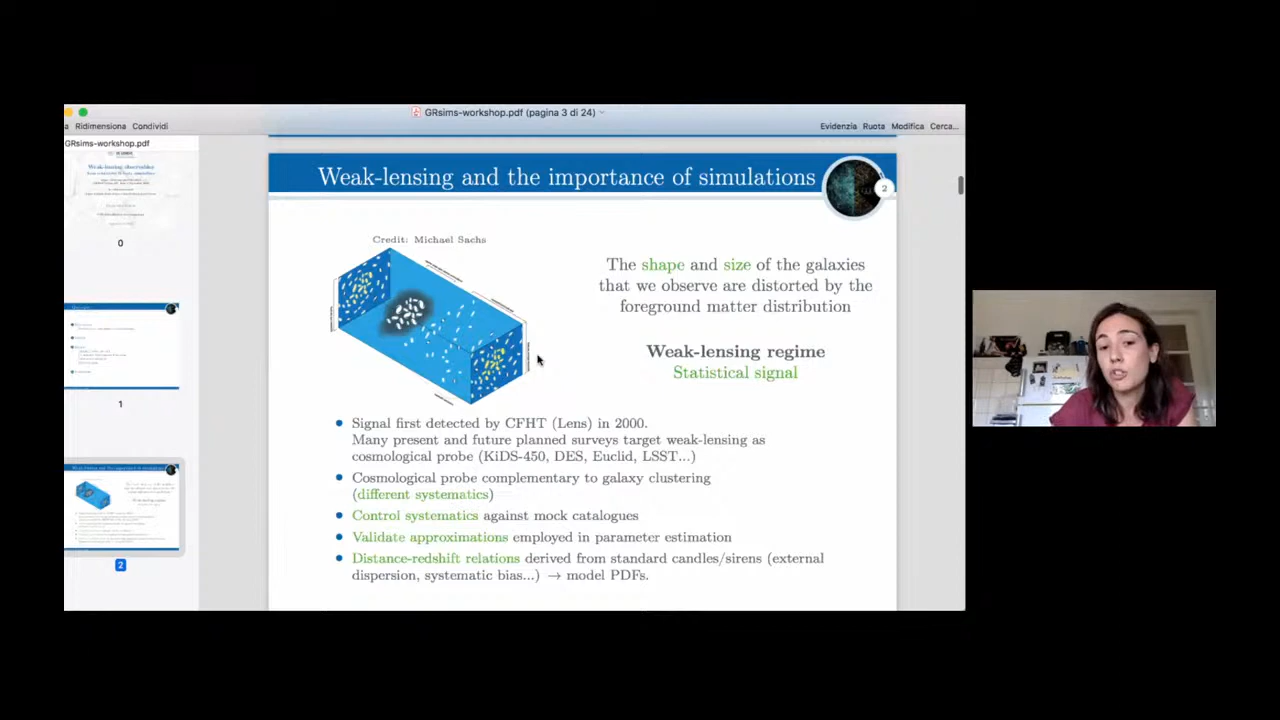 GRsims-workshop.pdf (pagina 3 di 24)
Ridimensiona Condividi
Evidenzia Ruota Modifica Cerca...
GRsims-workshop.pdf
0
1
2
Weak-lensing and the importance of simulations
2
Credit: Michael Sachs
The shape and size of the galaxies
that we observe are distorted by the
foreground matter distribution
Weak-lensing regime
Statistical signal
Signal first detected by CFHT (Lens) in 2000.
Many present and future planned surveys target weak-lensing as
cosmological probe (KiDS-450, DES, Euclid, LSST...)
Cosmological probe complementary to galaxy clustering
(different systematics)
Control systematics against mock catalogues
Validate approximations employed in parameter estimation
Distance-redshift relations derived from standard candles/sirens (external
dispersion, systematic bias...) → model PDFs.